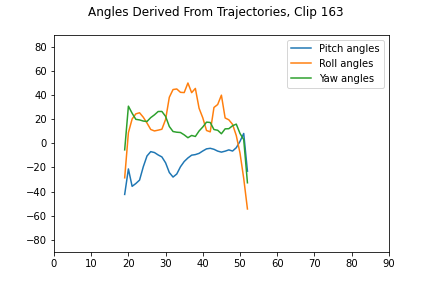 Angles Derived From Trajectories, Clip 163
Pitch angles
Roll angles
Yaw angles
80
60
40
20
0
−20
−40
−60
−80
0 10 20 30 40 50 60 70 80 90